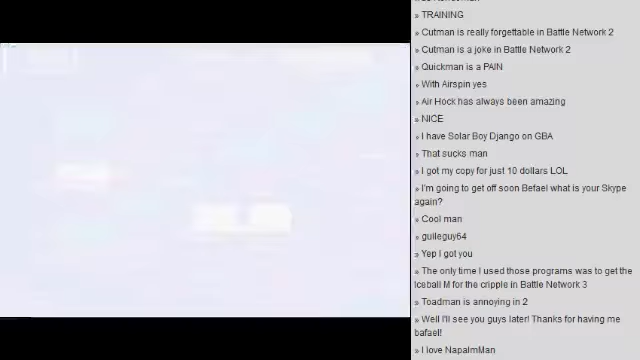 » TRAINING
» Cutman is really forgettable in Battle Network 2
» Cutman is a joke in Battle Network 2
» Quickman is a PAIN
» With Airspin yes
» Air Hock has always been amazing
» NICE
» I have Solar Boy Django on GBA
» That sucks man
» I got my copy for just 10 dollars LOL
» I'm going to get off soon Befael what is your Skype
again?
» Cool man
» guileguy64
» Yep I got you
» The only time I used those programs was to get the
Iceball M for the cripple in Battle Network 3
» Toadman is annoying in 2
» Well I'll see you guys later! Thanks for having me
bafael!
» I love NapalmMan